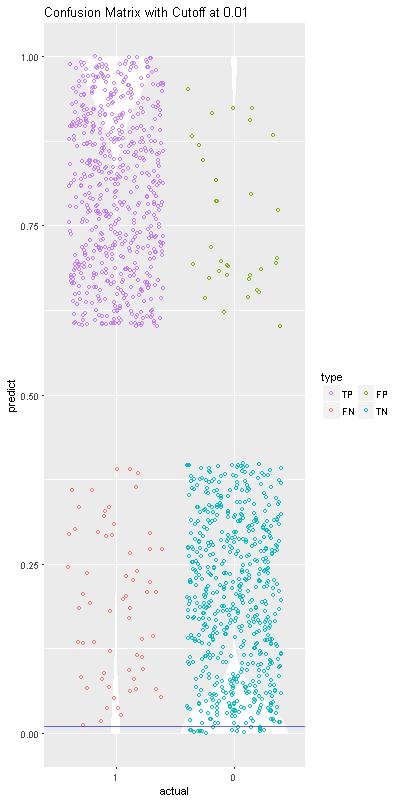 Confusion Matrix with Cutoff at 0.01
1.00
0.75
0.50
0.25
0.00
predict
1
0
actual
type
TP
FP
FN
TN